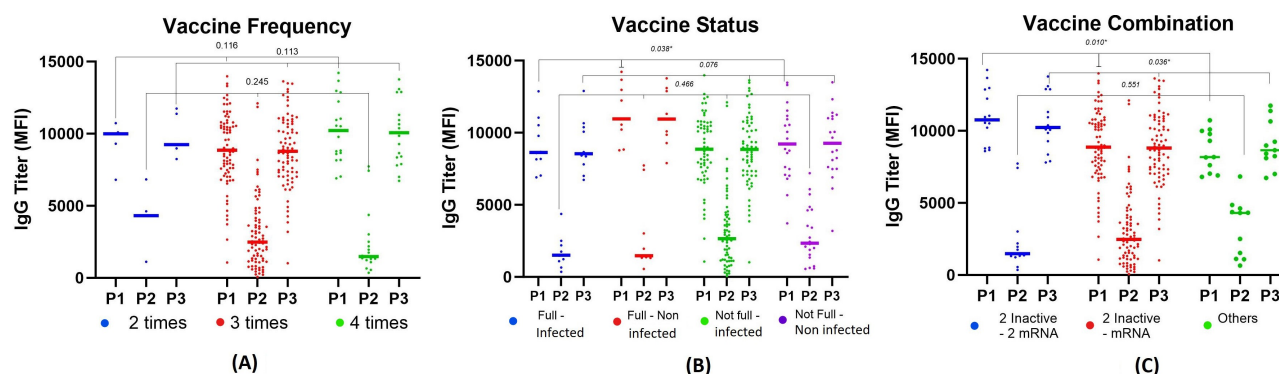 Vaccine Frequency
0.116
0.113
0.245
15000
10000
5000
0
IgG Titer (MFI)
P1 P2 P3 P1 P2 P3 P1 P2 P3
2 times 3 times 4 times
(A)
Vaccine Status
0.038*
0.076
0.466
15000
10000
5000
0
IgG Titer (MFI)
P1 P2 P3 P1 P2 P3 P1 P2 P3 P1 P2 P3
Full - Infected
Full - Non infected
Not full - infected
Not Full - Non infected
(B)
Vaccine Combination
0.010*
0.036*
0.551
15000
10000
5000
0
IgG Titer (MFI)
P1 P2 P3 P1 P2 P3 P1 P2 P3
2 Inactive - 2 mRNA
2 Inactive - mRNA
Others
(C)